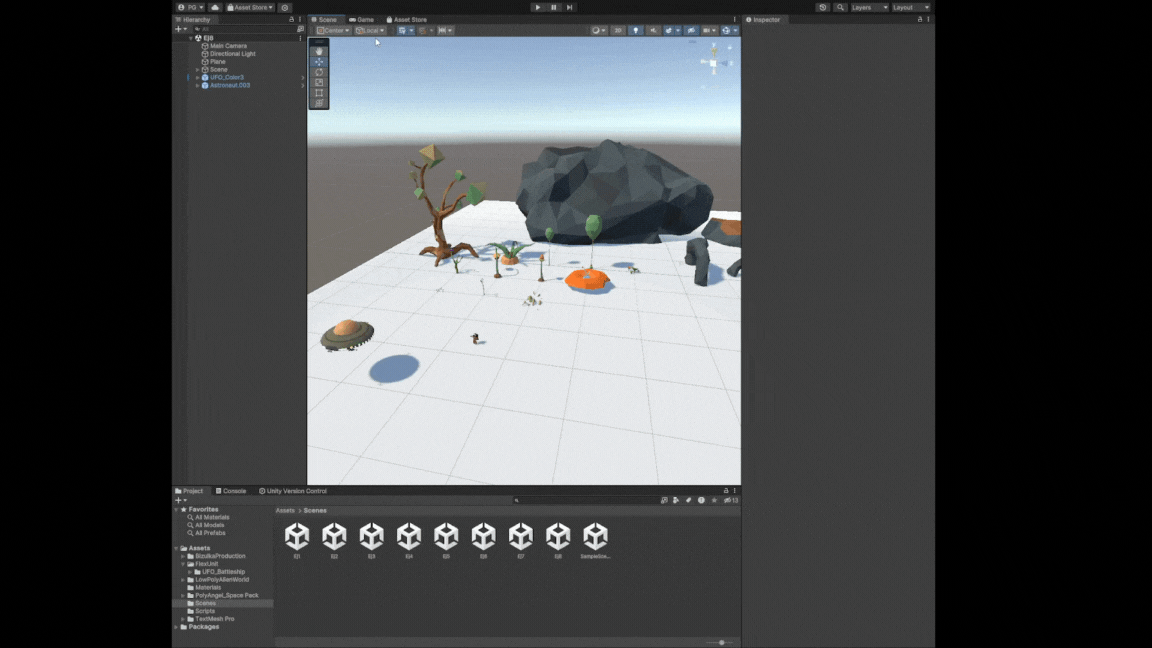 PG Asset Store Layers Layout
Hierarchy
All
Ej8
Main Camera
Directional Light
Plane
Scene
UFO_Color3
Astronaut.003
Scene Game Asset Store
Center Local
2D
Inspector
Project Console Unity Version Control
13
Favorites
All Materials
All Models
All Prefabs
Assets
BizulkaProduction
FlexUnit
UFO_Battleship
LowPolyAlienWorld
Materials
PolyAngel_Space Pack
Scenes
Scripts
TextMesh Pro
Packages
Assets > Scenes
Ej1 Ej2 Ej3 Ej4 Ej5 Ej6 Ej7 Ej8 SampleSce...